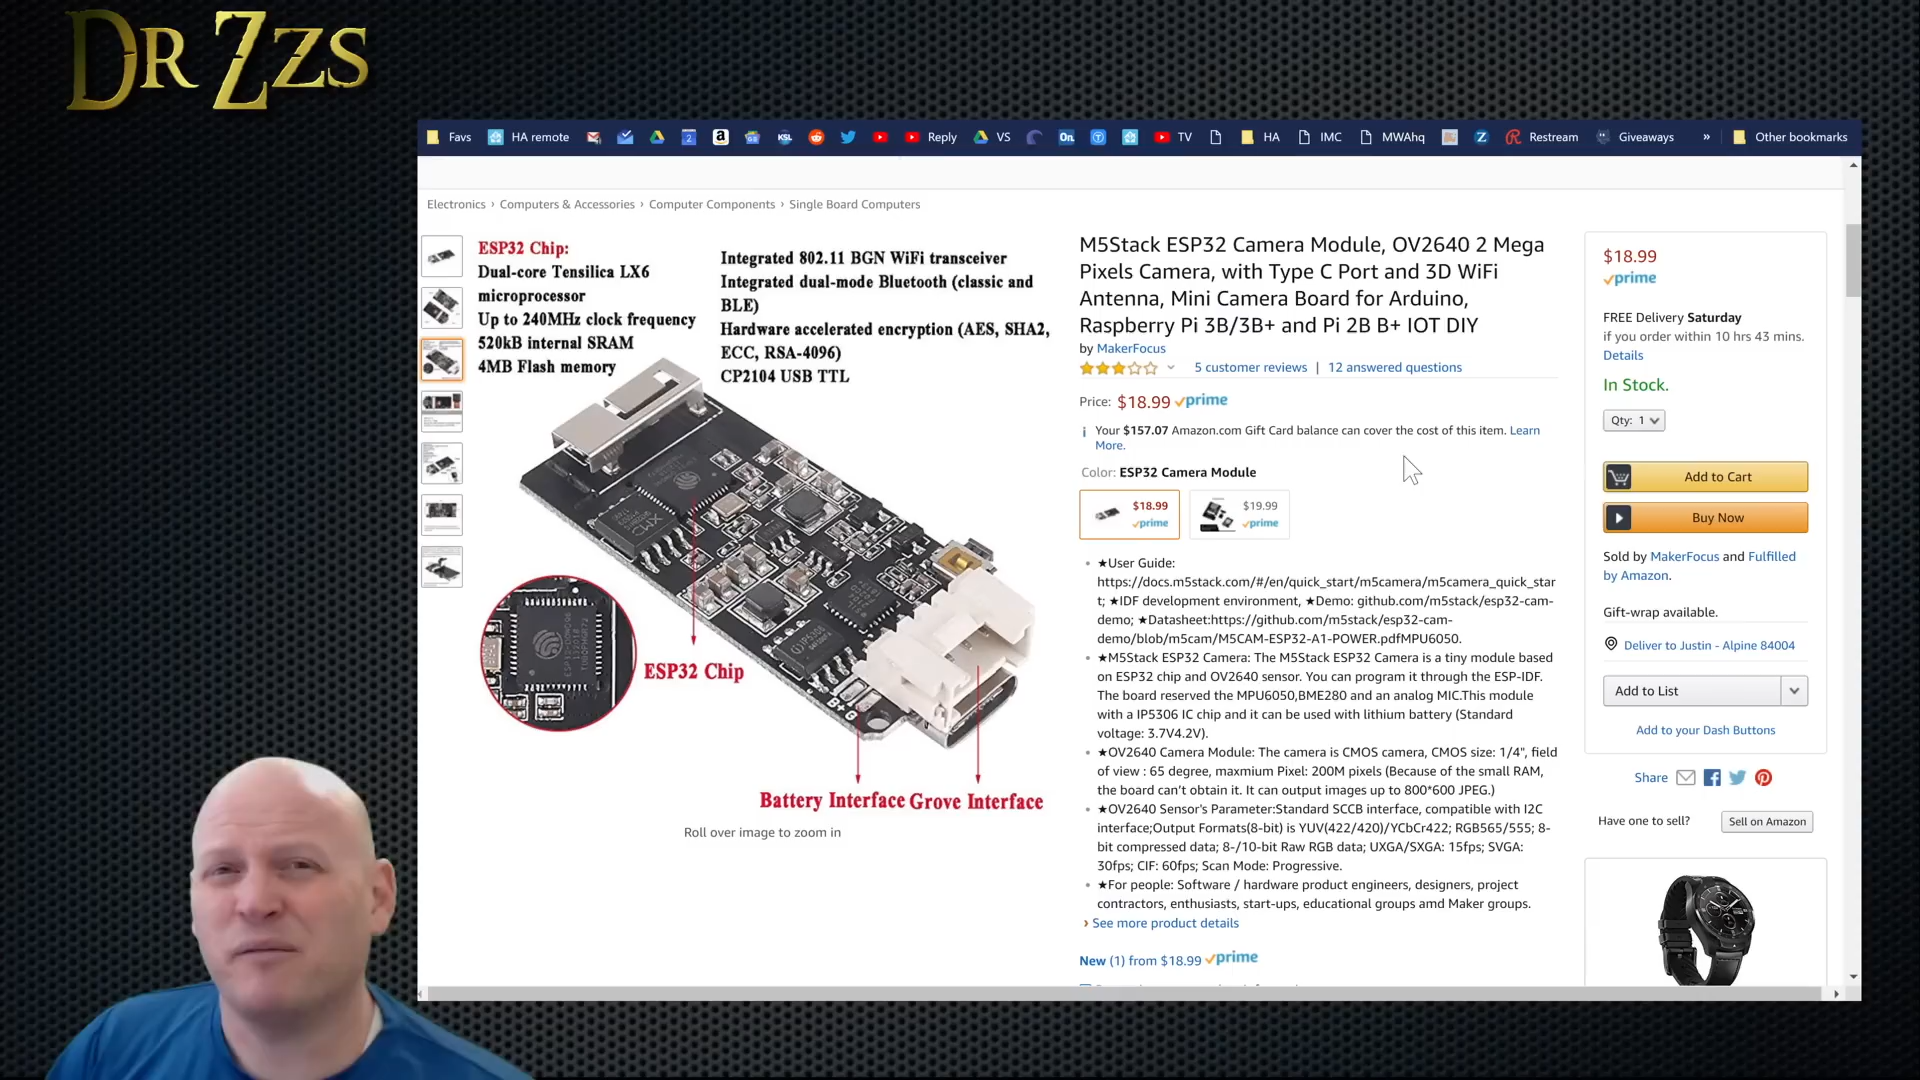 DR ZZS
Favs HA remote Reply VS TV HA IMC MWAhq Restream Giveaways » Other bookmarks
Electronics › Computers & Accessories › Computer Components › Single Board Computers
ESP32 Chip:
Dual-core Tensilica LX6
microprocessor
Up to 240MHz clock frequency
520kB internal SRAM
4MB Flash memory
Integrated 802.11 BGN WiFi transceiver
Integrated dual-mode Bluetooth (classic and
BLE)
Hardware accelerated encryption (AES, SHA2,
ECC, RSA-4096)
CP2104 USB TTL
ESP32 Chip
B+G
Battery Interface Grove Interface
Roll over image to zoom in
M5Stack ESP32 Camera Module, OV2640 2 Mega
Pixels Camera, with Type C Port and 3D WiFi
Antenna, Mini Camera Board for Arduino,
Raspberry Pi 3B/3B+ and Pi 2B B+ IOT DIY
by MakerFocus
5 customer reviews | 12 answered questions
Price: $18.99 prime
Your $157.07 Amazon.com Gift Card balance can cover the cost of this item. Learn
More.
Color: ESP32 Camera Module
$18.99 prime
$19.99 prime
★User Guide:
https://docs.m5stack.com/#/en/quick_start/m5camera/m5camera_quick_star
t; ★IDF development environment, ★Demo: github.com/m5stack/esp32-cam-
demo; ★Datasheet:https://github.com/m5stack/esp32-cam-
demo/blob/m5cam/M5CAM-ESP32-A1-POWER.pdfMPU6050.
★M5Stack ESP32 Camera: The M5Stack ESP32 Camera is a tiny module based
on ESP32 chip and OV2640 sensor. You can program it through the ESP-IDF.
The board reserved the MPU6050,BME280 and an analog MIC.This module
with a IP5306 IC chip and it can be used with lithium battery (Standard
voltage: 3.7V4.2V).
★OV2640 Camera Module: The camera is CMOS camera, CMOS size: 1/4", field
of view : 65 degree, maxmium Pixel: 200M pixels (Because of the small RAM,
the board can't obtain it. It can output images up to 800*600 JPEG.)
★OV2640 Sensor's Parameter:Standard SCCB interface, compatible with I2C
interface;Output Formats(8-bit) is YUV(422/420)/YCbCr422; RGB565/555; 8-
bit compressed data; 8-/10-bit Raw RGB data; UXGA/SXGA: 15fps; SVGA:
30fps; CIF: 60fps; Scan Mode: Progressive.
★For people: Software / hardware product engineers, designers, project
contractors, enthusiasts, start-ups, educational groups amd Maker groups.
› See more product details
New (1) from $18.99 prime
$18.99
prime
FREE Delivery Saturday
if you order within 10 hrs 43 mins.
Details
In Stock.
Qty: 1
Add to Cart
Buy Now
Sold by MakerFocus and Fulfilled
by Amazon.
Gift-wrap available.
Deliver to Justin - Alpine 84004
Add to List
Add to your Dash Buttons
Share
Have one to sell?
Sell on Amazon